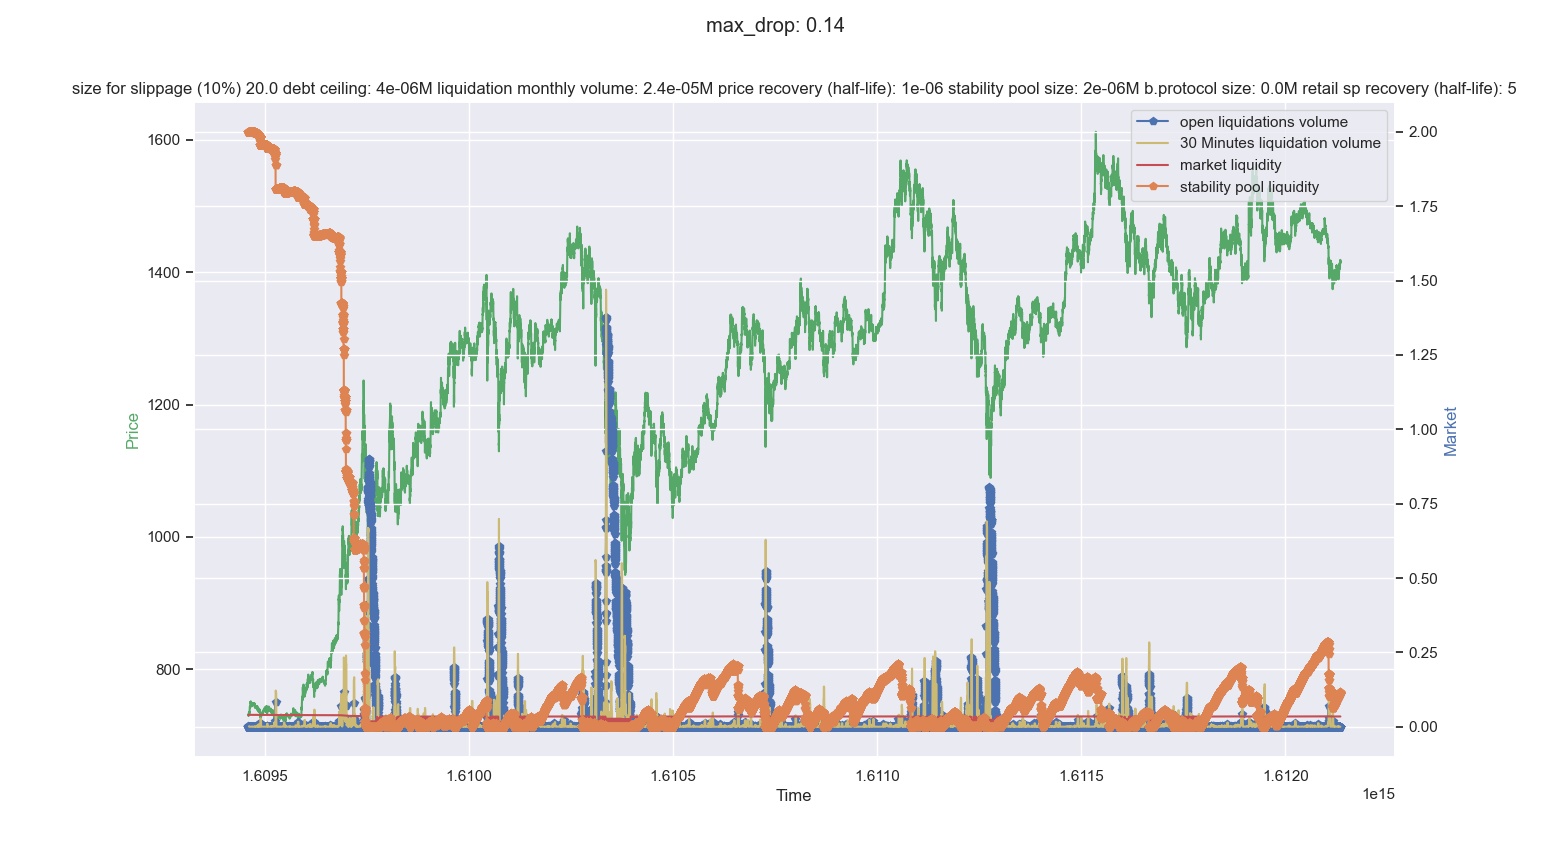 max_drop: 0.14
size for slippage (10%) 20.0 debt ceiling: 4e-06M liquidation monthly volume: 2.4e-05M price recovery (half-life): 1e-06 stability pool size: 2e-06M b.protocol size: 0.0M retail sp recovery (half-life): 5
open liquidations volume
30 Minutes liquidation volume
market liquidity
stability pool liquidity
Price
1600
1400
1200
1000
800
2.00
1.75
1.50
1.25
1.00
0.75
0.50
0.25
0.00
Market
1.6095
1.6100
1.6105
1.6110
1.6115
1.6120
Time
1e15